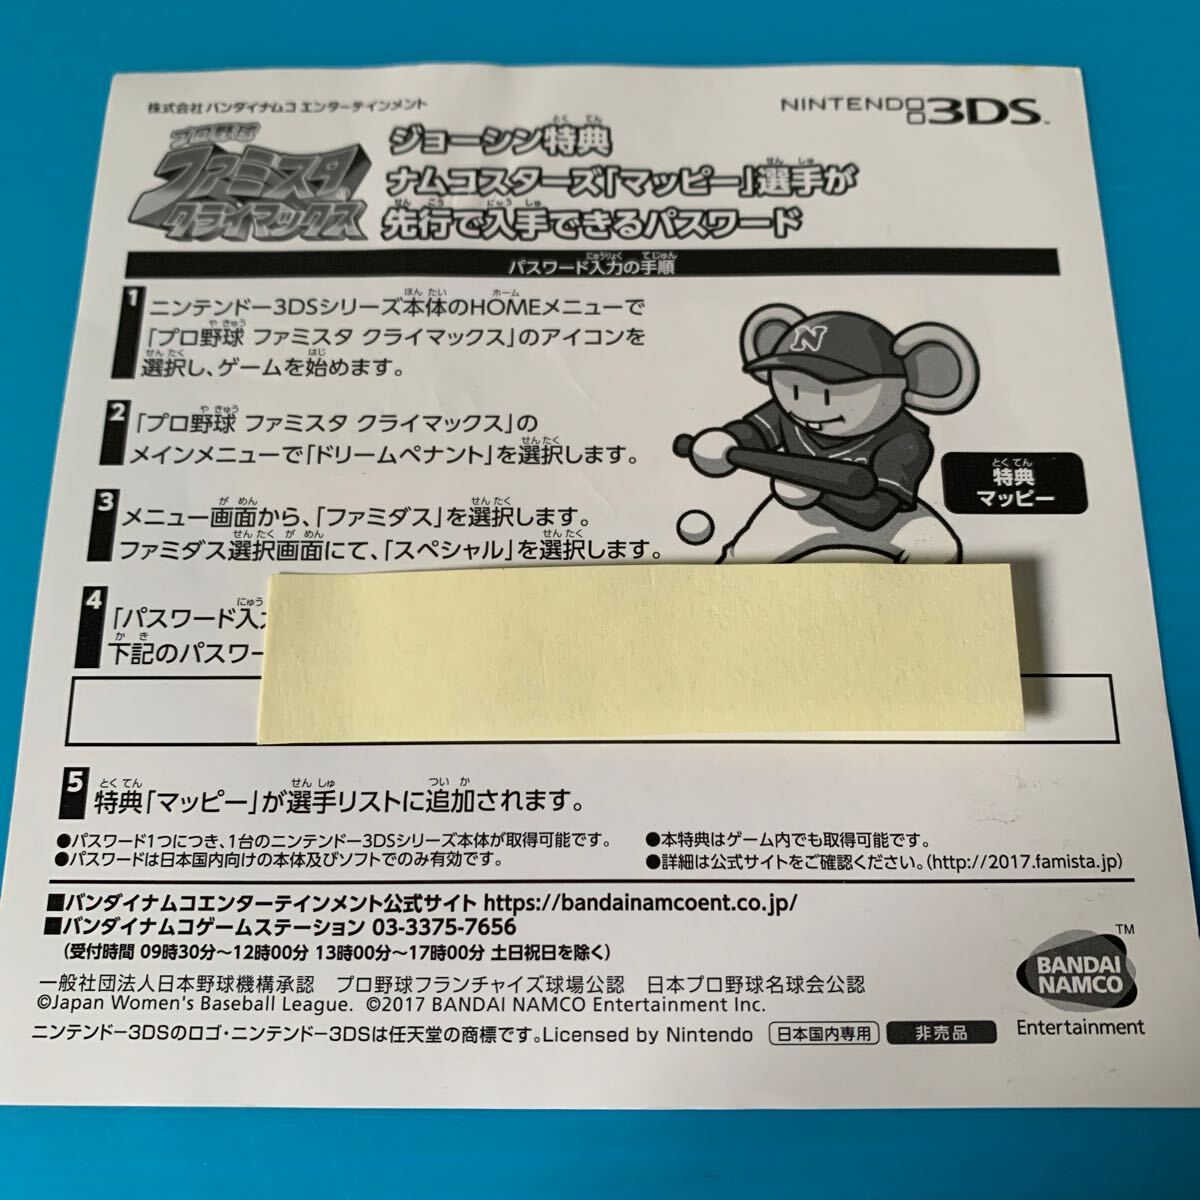 株式会社 バンダイナムコ エンターテインメント
NINTENDO 3DS™
プロ野球
ファミスタ®
クライマックス
ジョーシン特典
ナムコスターズ「マッピー」選手が
先行で入手できるパスワード
パスワード入力の手順
1 ニンテンドー3DSシリーズ本体のHOMEメニューで
「プロ野球 ファミスタ クライマックス」のアイコンを
選択し、ゲームを始めます。
2 「プロ野球 ファミスタ クライマックス」の
メインメニューで「ドリームペナント」を選択します。
3 メニュー画面から、「ファミダス」を選択します。
ファミダス選択画面にて、「スペシャル」を選択します。
N
特典
マッピー
4 「パスワード入
下記のパスワー
5 特典「マッピー」が選手リストに追加されます。
●パスワード1つにつき、1台のニンテンドー3DSシリーズ本体が取得可能です。
●パスワードは日本国内向けの本体及びソフトでのみ有効です。
●本特典はゲーム内でも取得可能です。
●詳細は公式サイトをご確認ください。(http://2017.famista.jp)
■バンダイナムコエンターテインメント公式サイト https://bandainamcoent.co.jp/
■バンダイナムコゲームステーション 03-3375-7656
(受付時間 09時30分〜12時00分 13時00分〜17時00分 土日祝日を除く)
一般社団法人日本野球機構承認 プロ野球フランチャイズ球場公認 日本プロ野球名球会公認
©Japan Women's Baseball League. ©2017 BANDAI NAMCO Entertainment Inc.
ニンテンドー3DSのロゴ・ニンテンドー3DSは任天堂の商標です。Licensed by Nintendo
日本国内専用
非売品
BANDAI
NAMCO
™
Entertainment